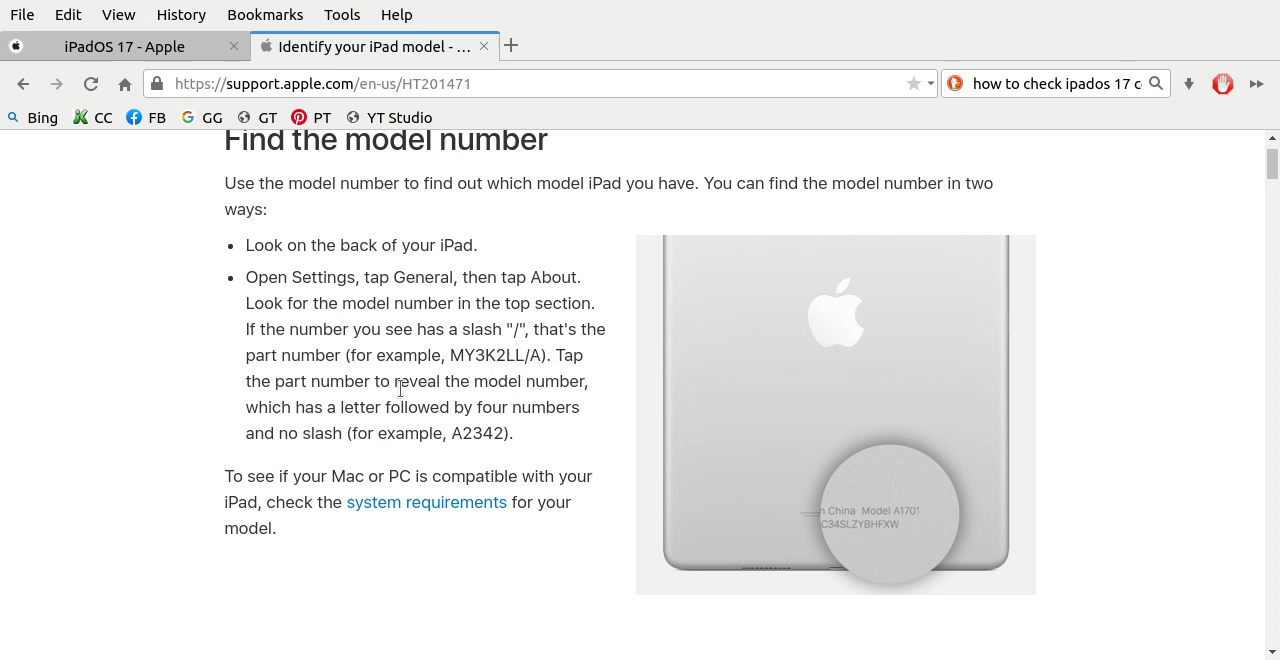 File Edit View History Bookmarks Tools Help
iPadOS 17 - Apple
Identify your iPad model - ...
https://support.apple.com/en-us/HT201471
how to check ipados 17 c
Bing CC FB GG GT PT YT Studio
Find the model number
Use the model number to find out which model iPad you have. You can find the model number in two
ways:
• Look on the back of your iPad.
• Open Settings, tap General, then tap About.
Look for the model number in the top section.
If the number you see has a slash "/", that's the
part number (for example, MY3K2LL/A). Tap
the part number to reveal the model number,
which has a letter followed by four numbers
and no slash (for example, A2342).
To see if your Mac or PC is compatible with your
iPad, check the system requirements for your
model.
n China Model A1701
C34SLZYBHFXW